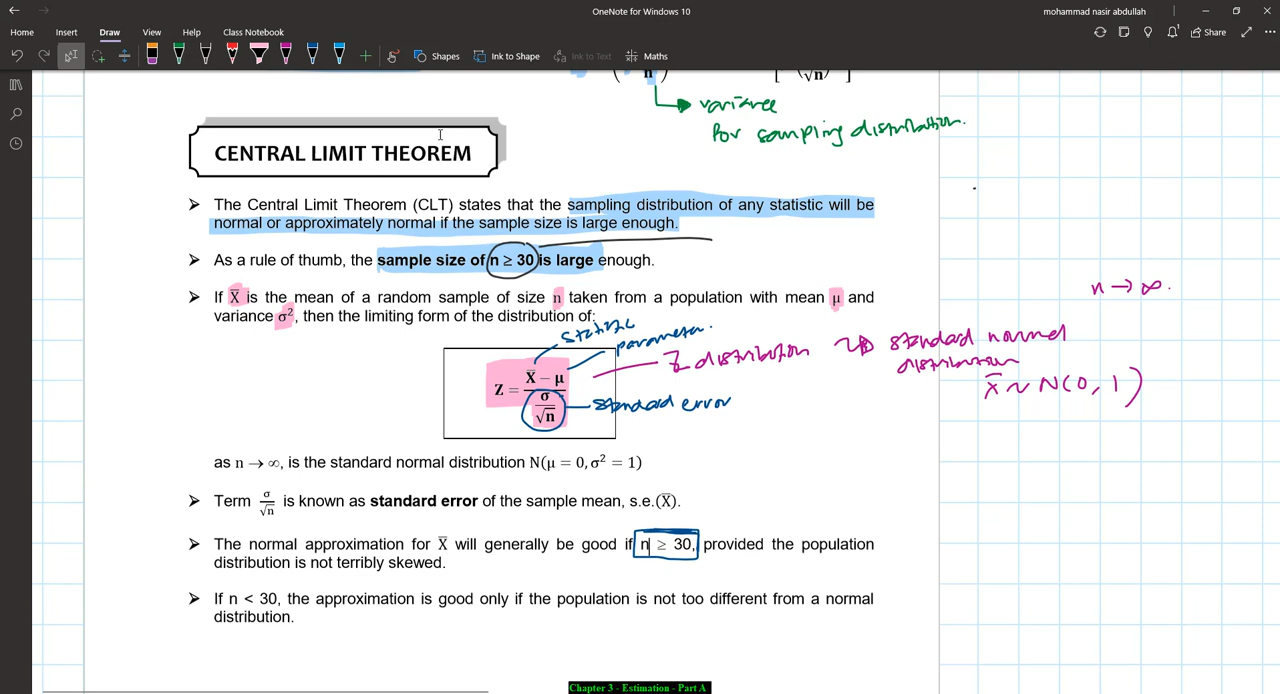 OneNote for Windows 10
mohammad nasir abdullah
Home Insert Draw View Help Class Notebook
Share
Shapes Ink to Shape Ink to Text Maths
n
(√n)
variance
for sampling distribution.
CENTRAL LIMIT THEOREM
➢ The Central Limit Theorem (CLT) states that the sampling distribution of any statistic will be
normal or approximately normal if the sample size is large enough.
➢ As a rule of thumb, the sample size of n ≥ 30 is large enough.
n → ∞.
➢ If X̅ is the mean of a random sample of size n taken from a population with mean μ and
variance σ², then the limiting form of the distribution of:
statistic
parameter.
Z distribution ~ standard normal
distribution
Z = (X̅ − μ) / (σ/√n)
X̅ ~ N(0, 1)
standard error
as n → ∞, is the standard normal distribution N(μ = 0, σ² = 1)
➢ Term σ/√n is known as standard error of the sample mean, s.e.(X̅).
➢ The normal approximation for X̅ will generally be good if n ≥ 30, provided the population
distribution is not terribly skewed.
➢ If n < 30, the approximation is good only if the population is not too different from a normal
distribution.
Chapter 3 - Estimation - Part A